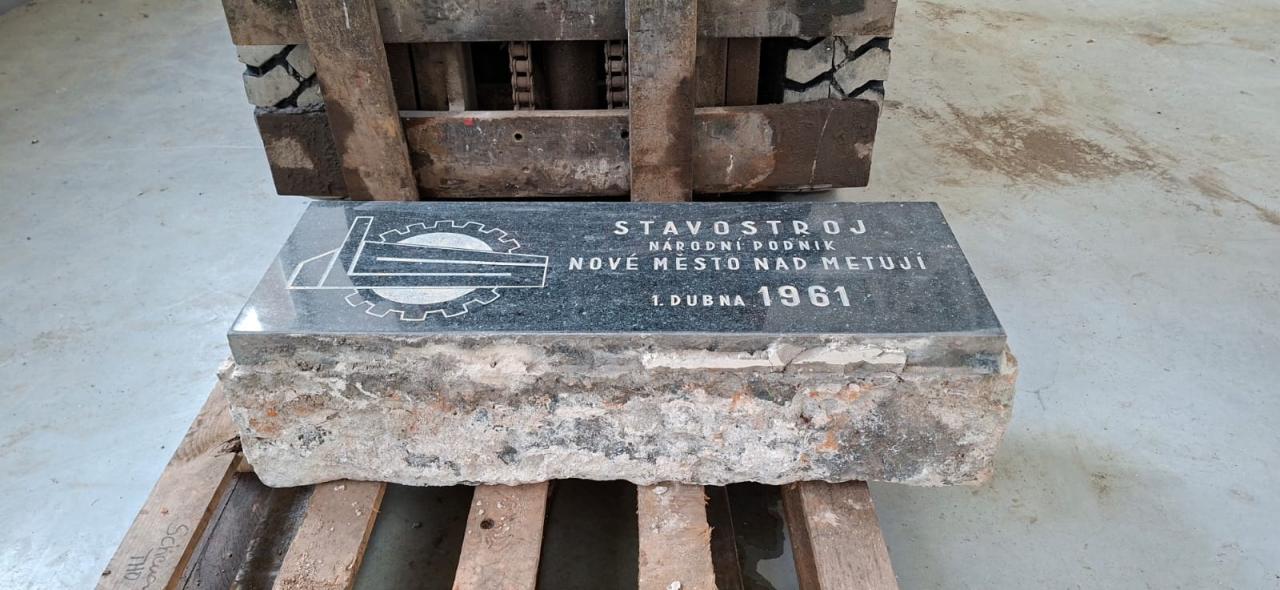 STAVOSTROJ
NÁRODNÍ PODNIK
NOVÉ MĚSTO NAD METUJÍ
1. DUBNA 1961